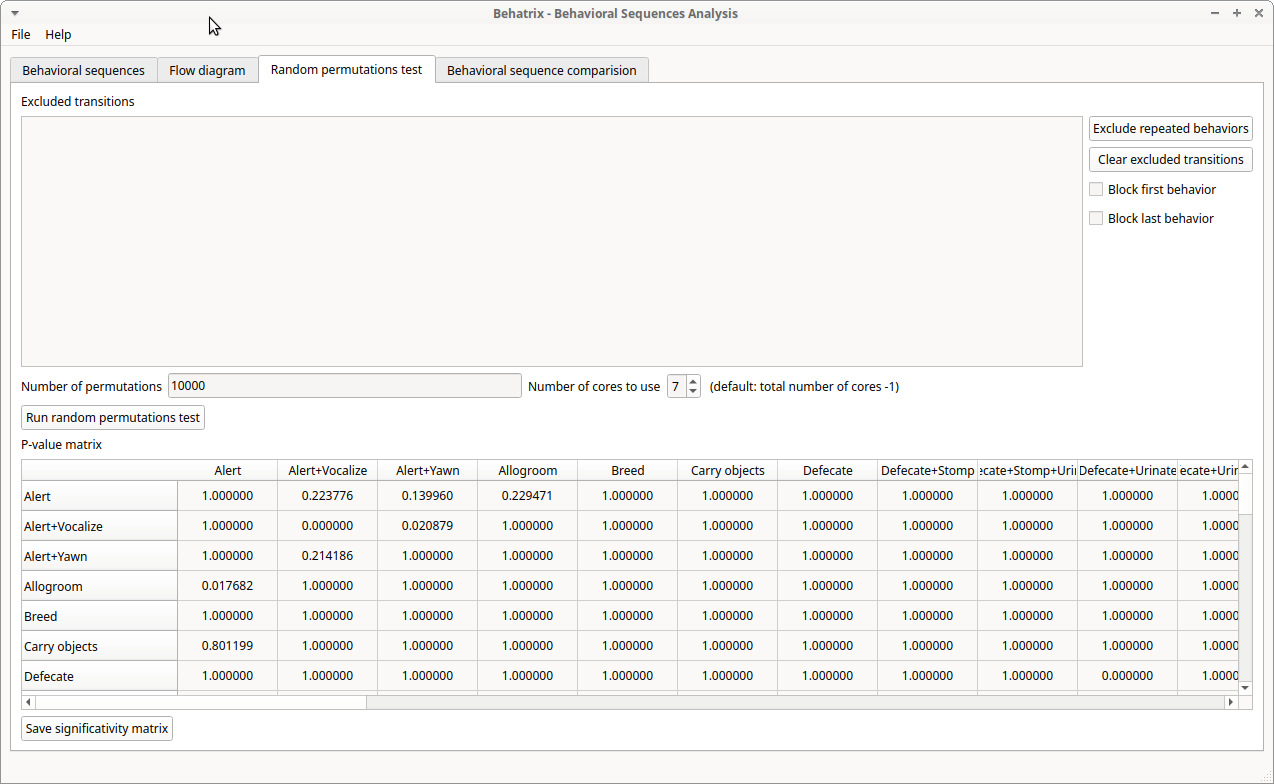 Behatrix - Behavioral Sequences Analysis
File Help
Behavioral sequences Flow diagram Random permutations test Behavioral sequence comparision
Excluded transitions
Exclude repeated behaviors
Clear excluded transitions
Block first behavior
Block last behavior
Number of permutations 10000 Number of cores to use 7 (default: total number of cores -1)
Run random permutations test
P-value matrix
Alert Alert+Vocalize Alert+Yawn Allogroom Breed Carry objects Defecate Defecate+Stomp ecate+Stomp+Uri Defecate+Urinate ecate+Urin
Alert 1.000000 0.223776 0.139960 0.229471 1.000000 1.000000 1.000000 1.000000 1.000000 1.000000 1.0000
Alert+Vocalize 1.000000 0.000000 0.020879 1.000000 1.000000 1.000000 1.000000 1.000000 1.000000 1.000000 1.0000
Alert+Yawn 1.000000 0.214186 1.000000 1.000000 1.000000 1.000000 1.000000 1.000000 1.000000 1.000000 1.0000
Allogroom 0.017682 1.000000 1.000000 1.000000 1.000000 1.000000 1.000000 1.000000 1.000000 1.000000 1.0000
Breed 1.000000 1.000000 1.000000 1.000000 1.000000 1.000000 1.000000 1.000000 1.000000 1.000000 1.0000
Carry objects 0.801199 1.000000 1.000000 1.000000 1.000000 1.000000 1.000000 1.000000 1.000000 1.000000 1.0000
Defecate 1.000000 1.000000 1.000000 1.000000 1.000000 1.000000 1.000000 1.000000 1.000000 0.000000 1.0000
Save significativity matrix